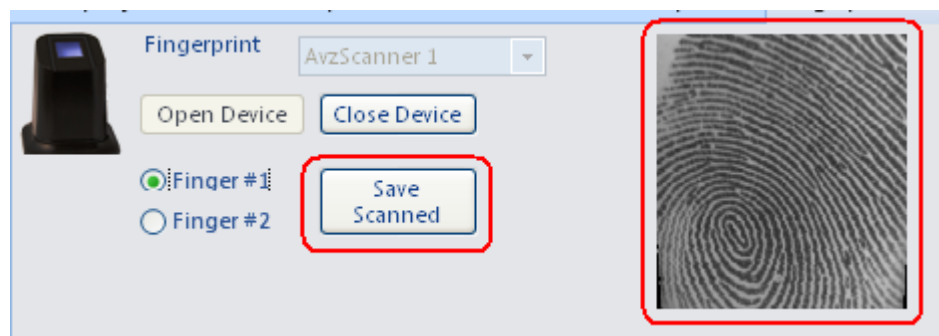 Fingerprint
AvzScanner 1
Open Device
Close Device
Finger #1
Finger #2
Save
Scanned